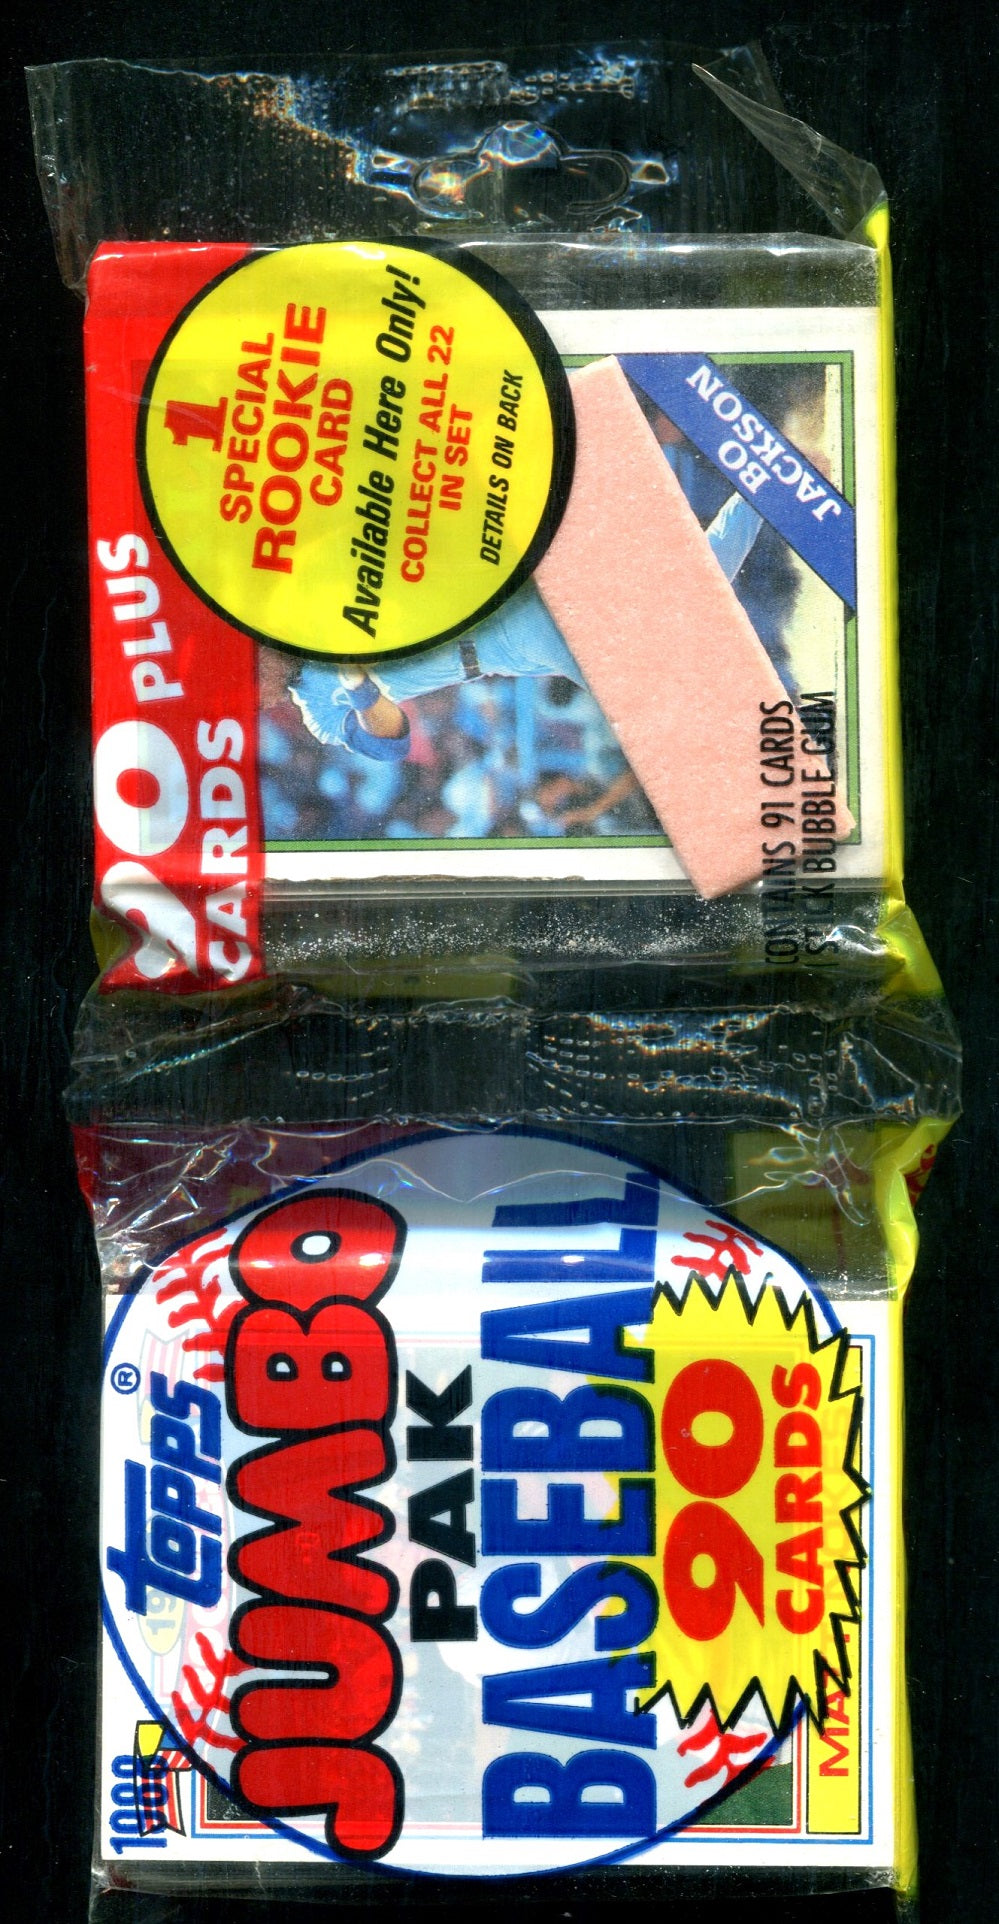 90 PLUS
CARDS
1
SPECIAL
ROOKIE
CARD
Available Here Only!
COLLECT ALL 22
IN SET
DETAILS ON BACK
BO
JACKSON
CONTAINS 91 CARDS
1 STICK BUBBLE GUM
TOPPS®
JUMBO
PAK
BASEBALL
90
CARDS